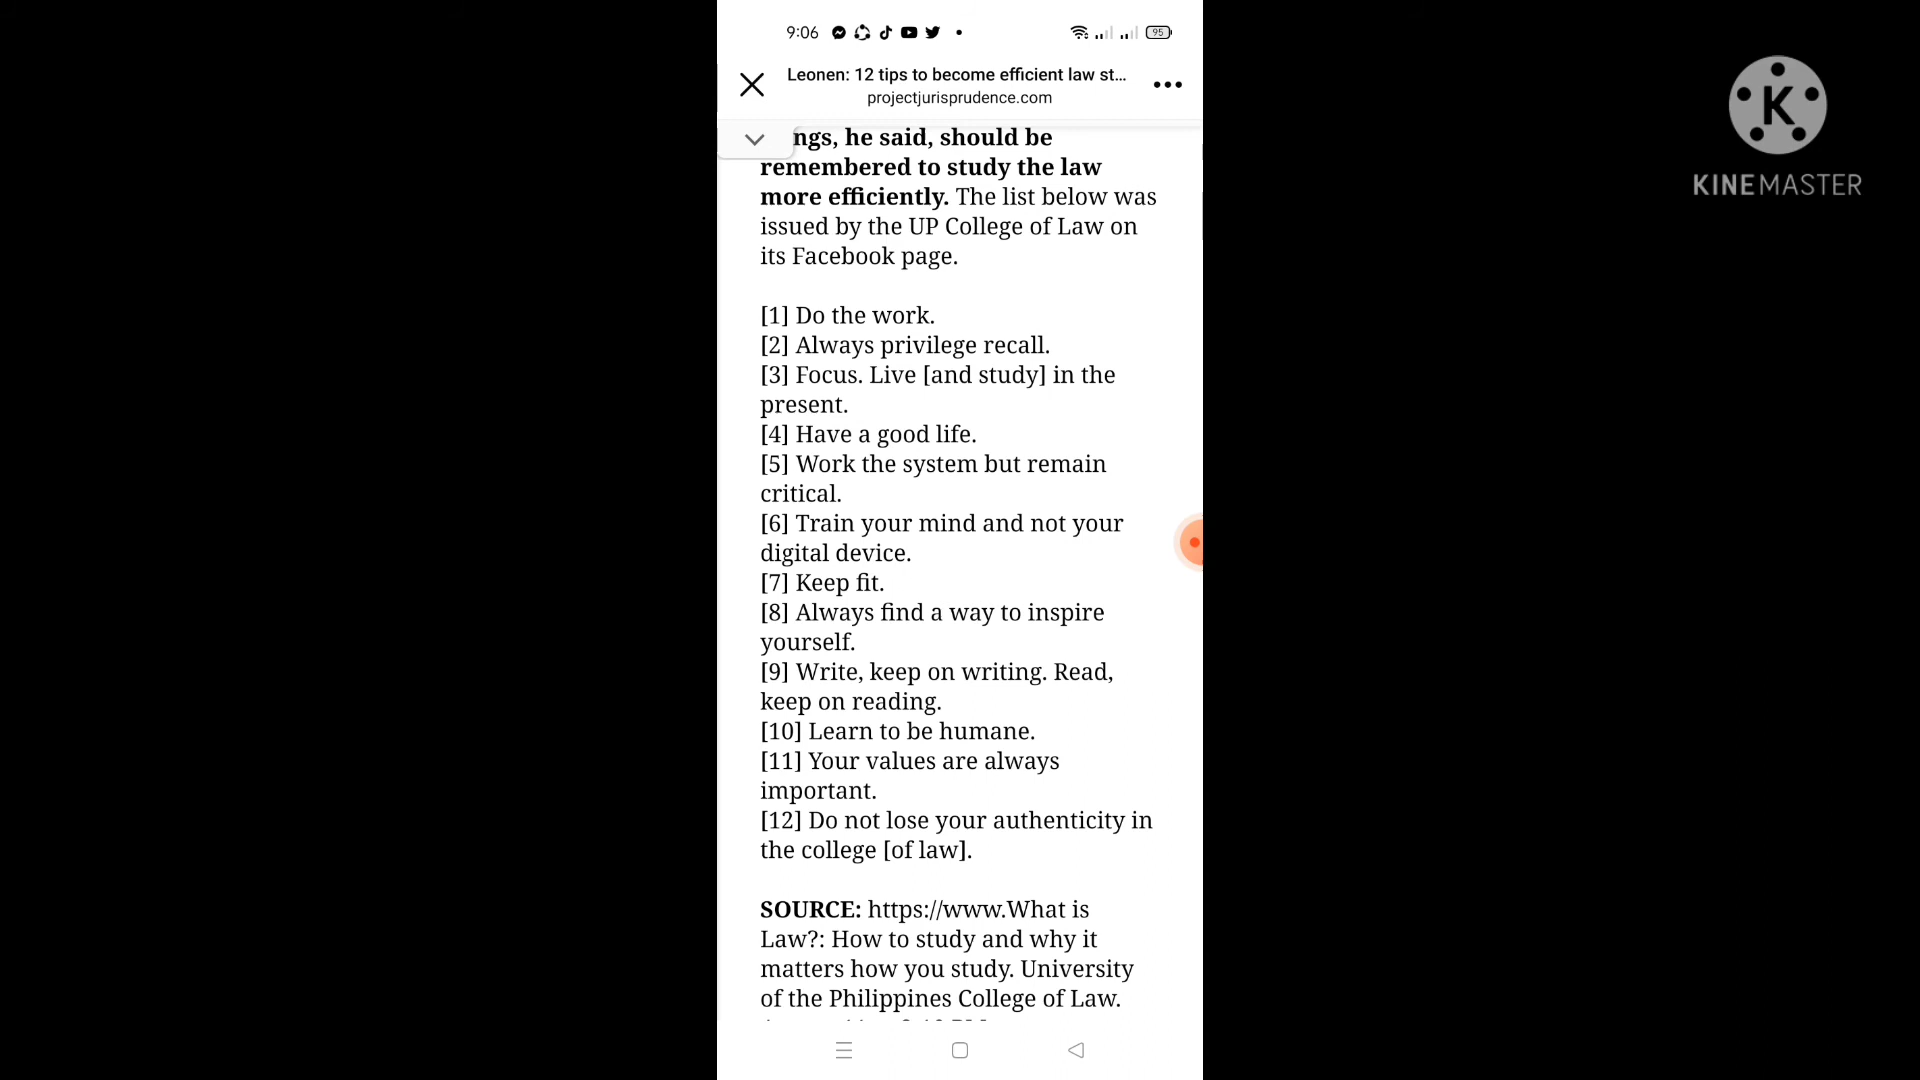 9:06
95
Leonen: 12 tips to become efficient law st...
projectjurisprudence.com
ngs, he said, should be
remembered to study the law
more efficiently. The list below was
issued by the UP College of Law on
its Facebook page.
[1] Do the work.
[2] Always privilege recall.
[3] Focus. Live [and study] in the
present.
[4] Have a good life.
[5] Work the system but remain
critical.
[6] Train your mind and not your
digital device.
[7] Keep fit.
[8] Always find a way to inspire
yourself.
[9] Write, keep on writing. Read,
keep on reading.
[10] Learn to be humane.
[11] Your values are always
important.
[12] Do not lose your authenticity in
the college [of law].
SOURCE: https://www.What is
Law?: How to study and why it
matters how you study. University
of the Philippines College of Law.
K
KINEMASTER